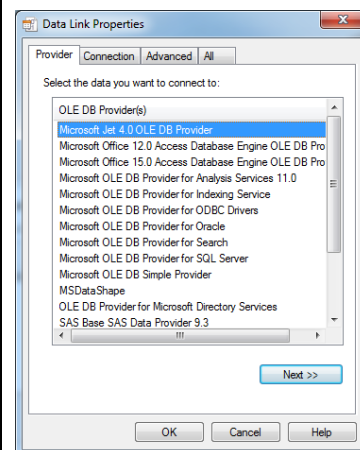 Data Link Properties
Provider Connection Advanced All
Select the data you want to connect to:
OLE DB Provider(s)
Microsoft Jet 4.0 OLE DB Provider
Microsoft Office 12.0 Access Database Engine OLE DB Pro
Microsoft Office 15.0 Access Database Engine OLE DB Pro
Microsoft OLE DB Provider for Analysis Services 11.0
Microsoft OLE DB Provider for Indexing Service
Microsoft OLE DB Provider for ODBC Drivers
Microsoft OLE DB Provider for Oracle
Microsoft OLE DB Provider for Search
Microsoft OLE DB Provider for SQL Server
Microsoft OLE DB Simple Provider
MSDataShape
OLE DB Provider for Microsoft Directory Services
SAS Base SAS Data Provider 9.3
Next >>
OK Cancel Help